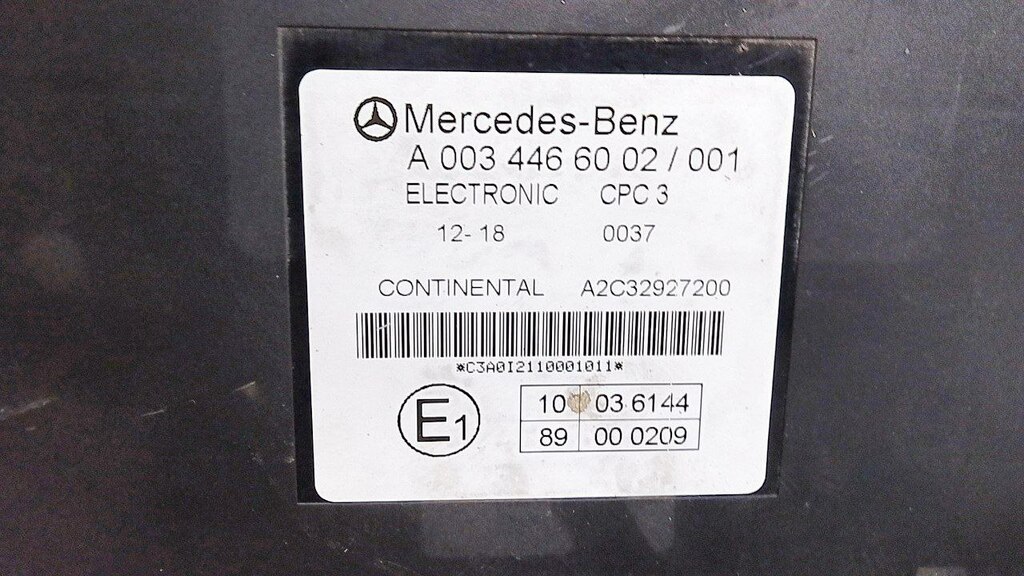 Mercedes-Benz
A 003 446 60 02 / 001
ELECTRONIC CPC 3
12- 18 0037
CONTINENTAL A2C32927200
*C3A0I2110001011*
E1
10 03 6144
89 00 0209